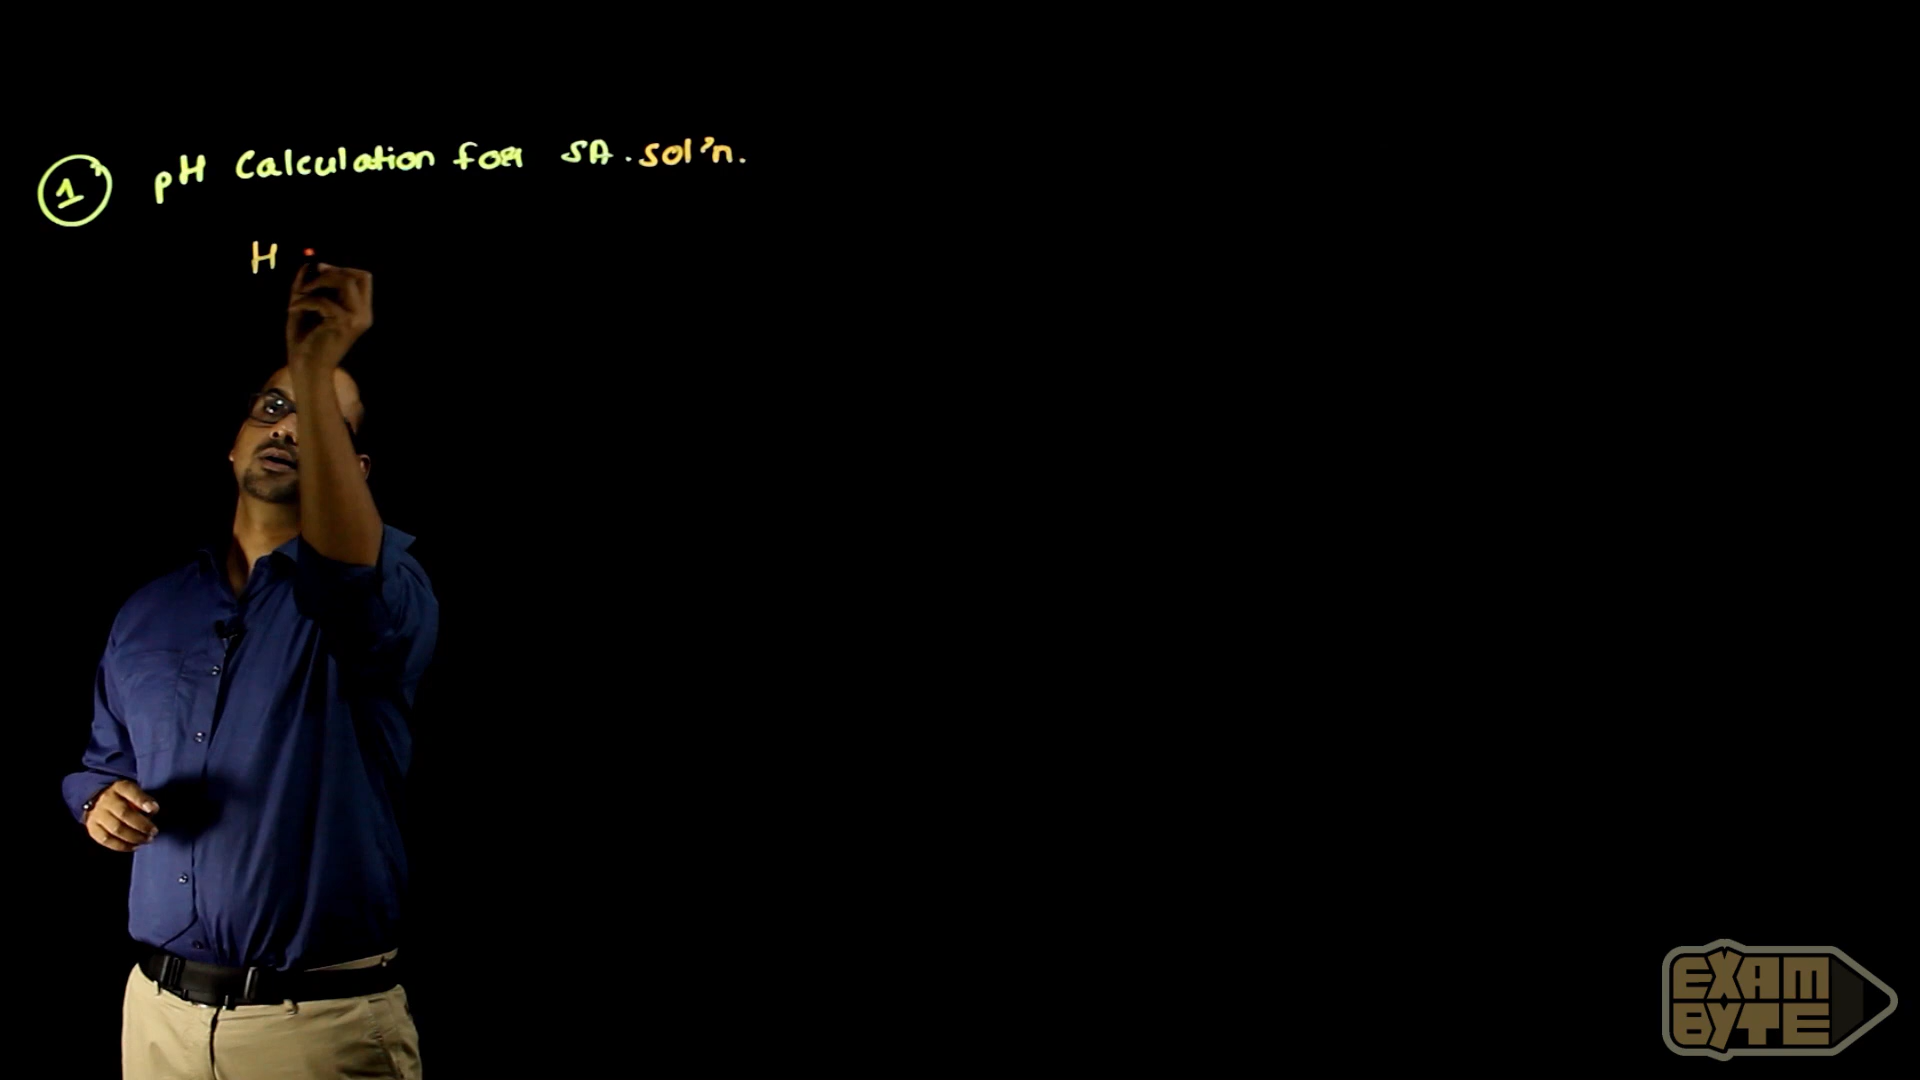 1 pH Calculation for SA. sol'n.
H
EXAM
BYTE